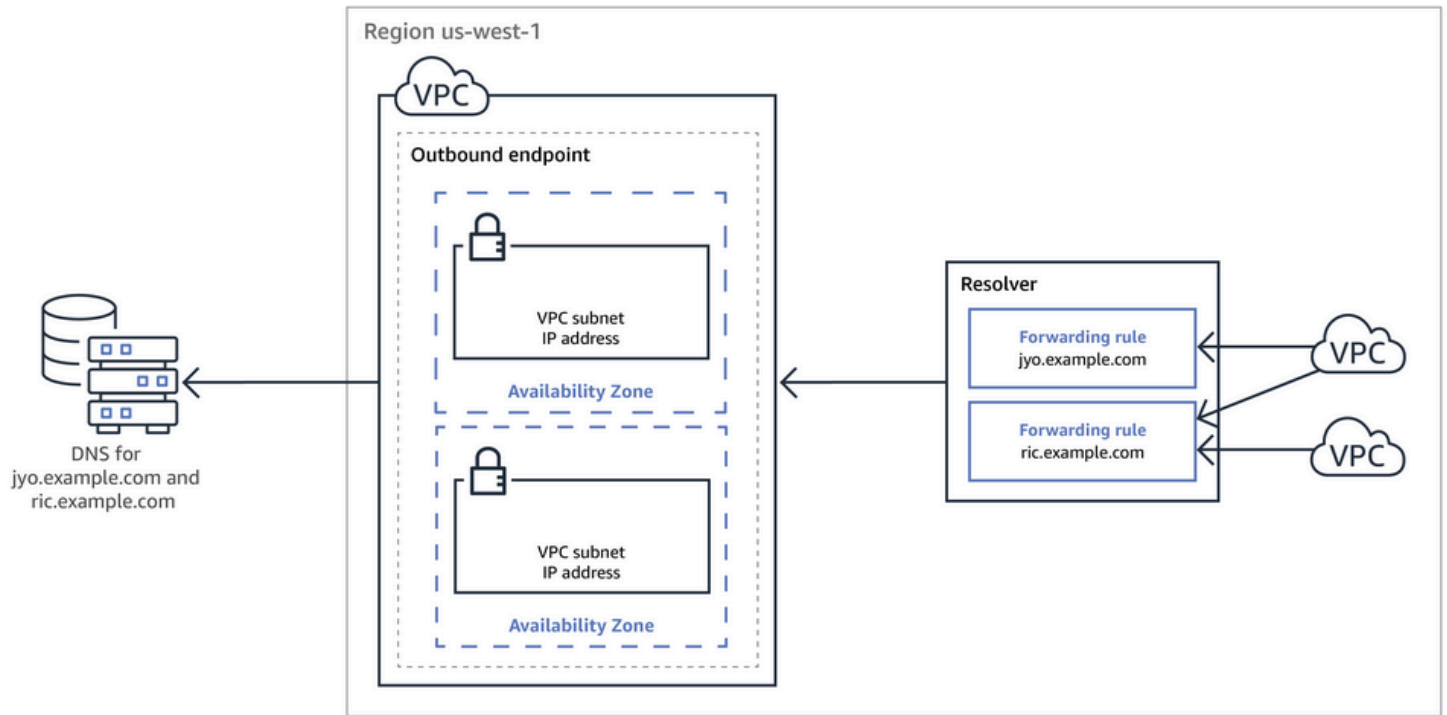 Region us-west-1
VPC
Outbound endpoint
VPC subnet
IP address
Availability Zone
VPC subnet
IP address
Availability Zone
DNS for
jyo.example.com and
ric.example.com
Resolver
Forwarding rule
jyo.example.com
Forwarding rule
ric.example.com
VPC
VPC